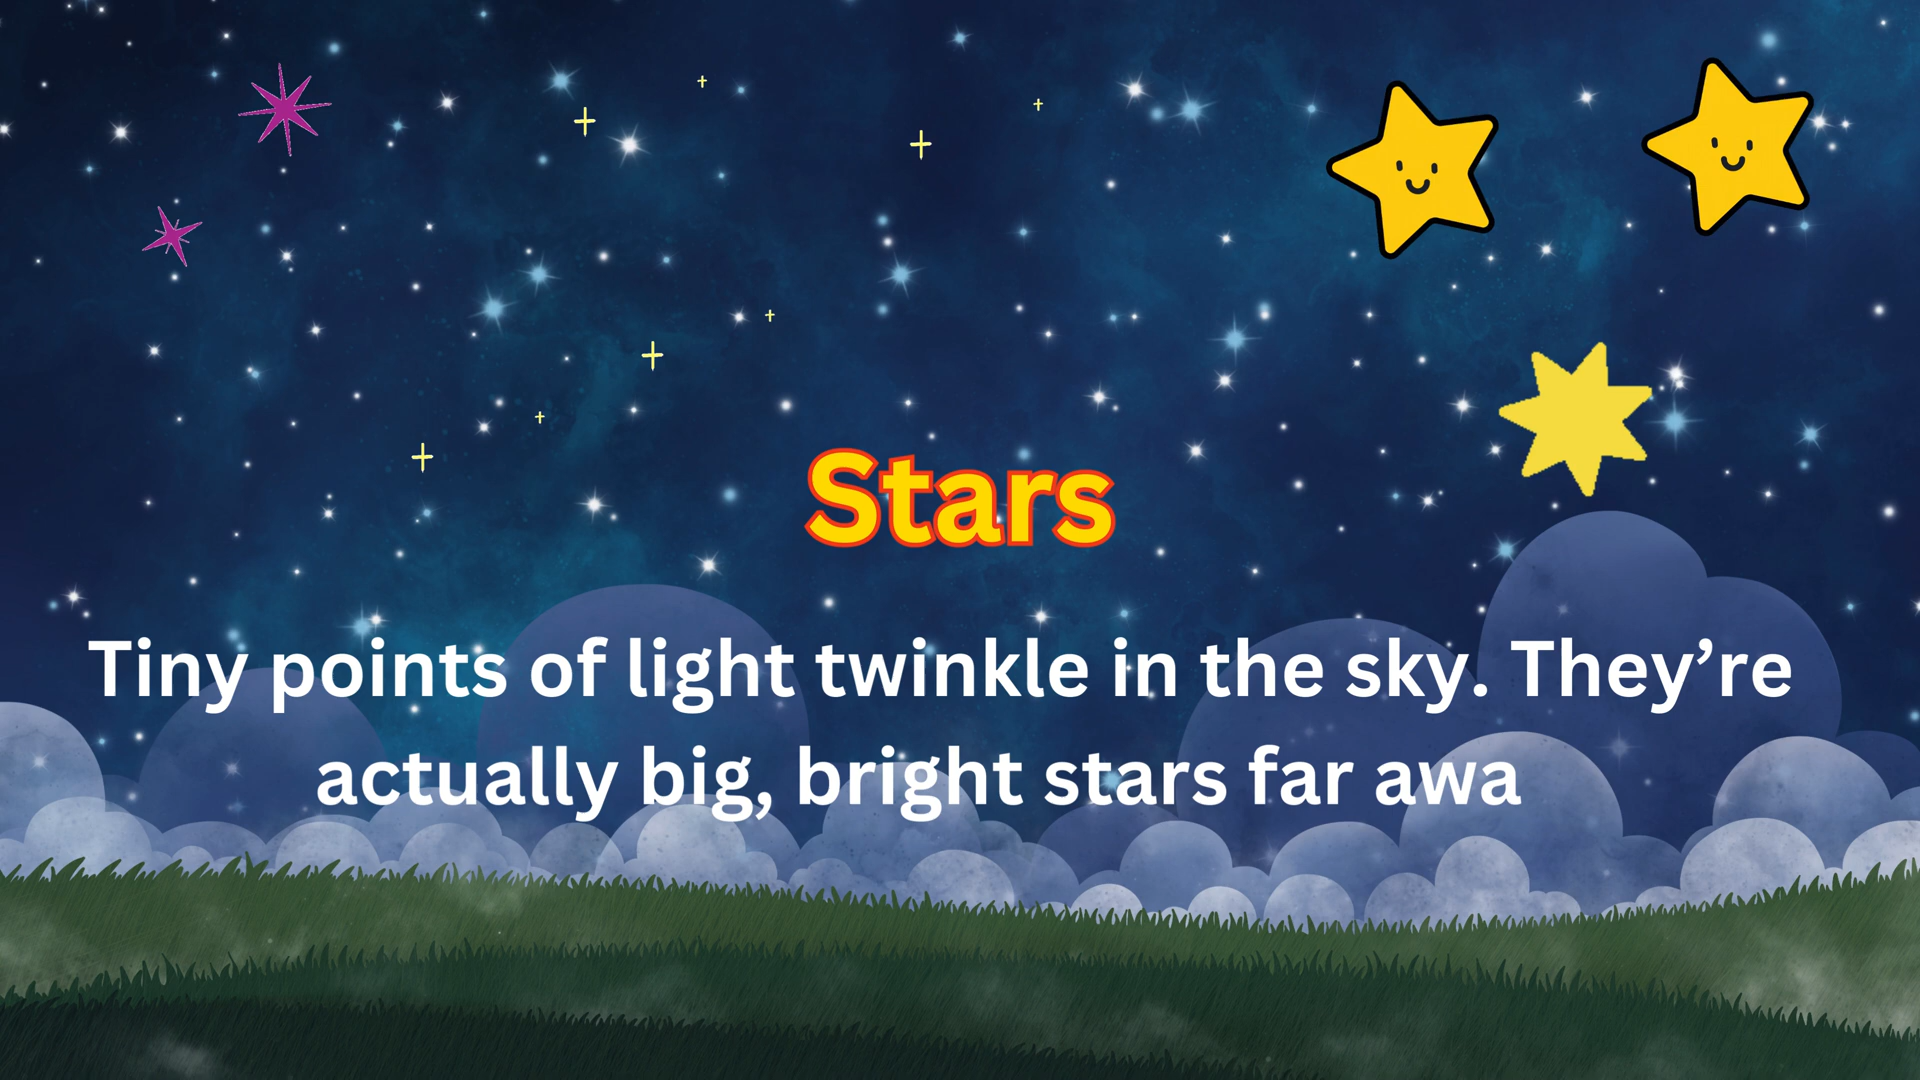 Stars
Tiny points of light twinkle in the sky. They’re
actually big, bright stars far awa